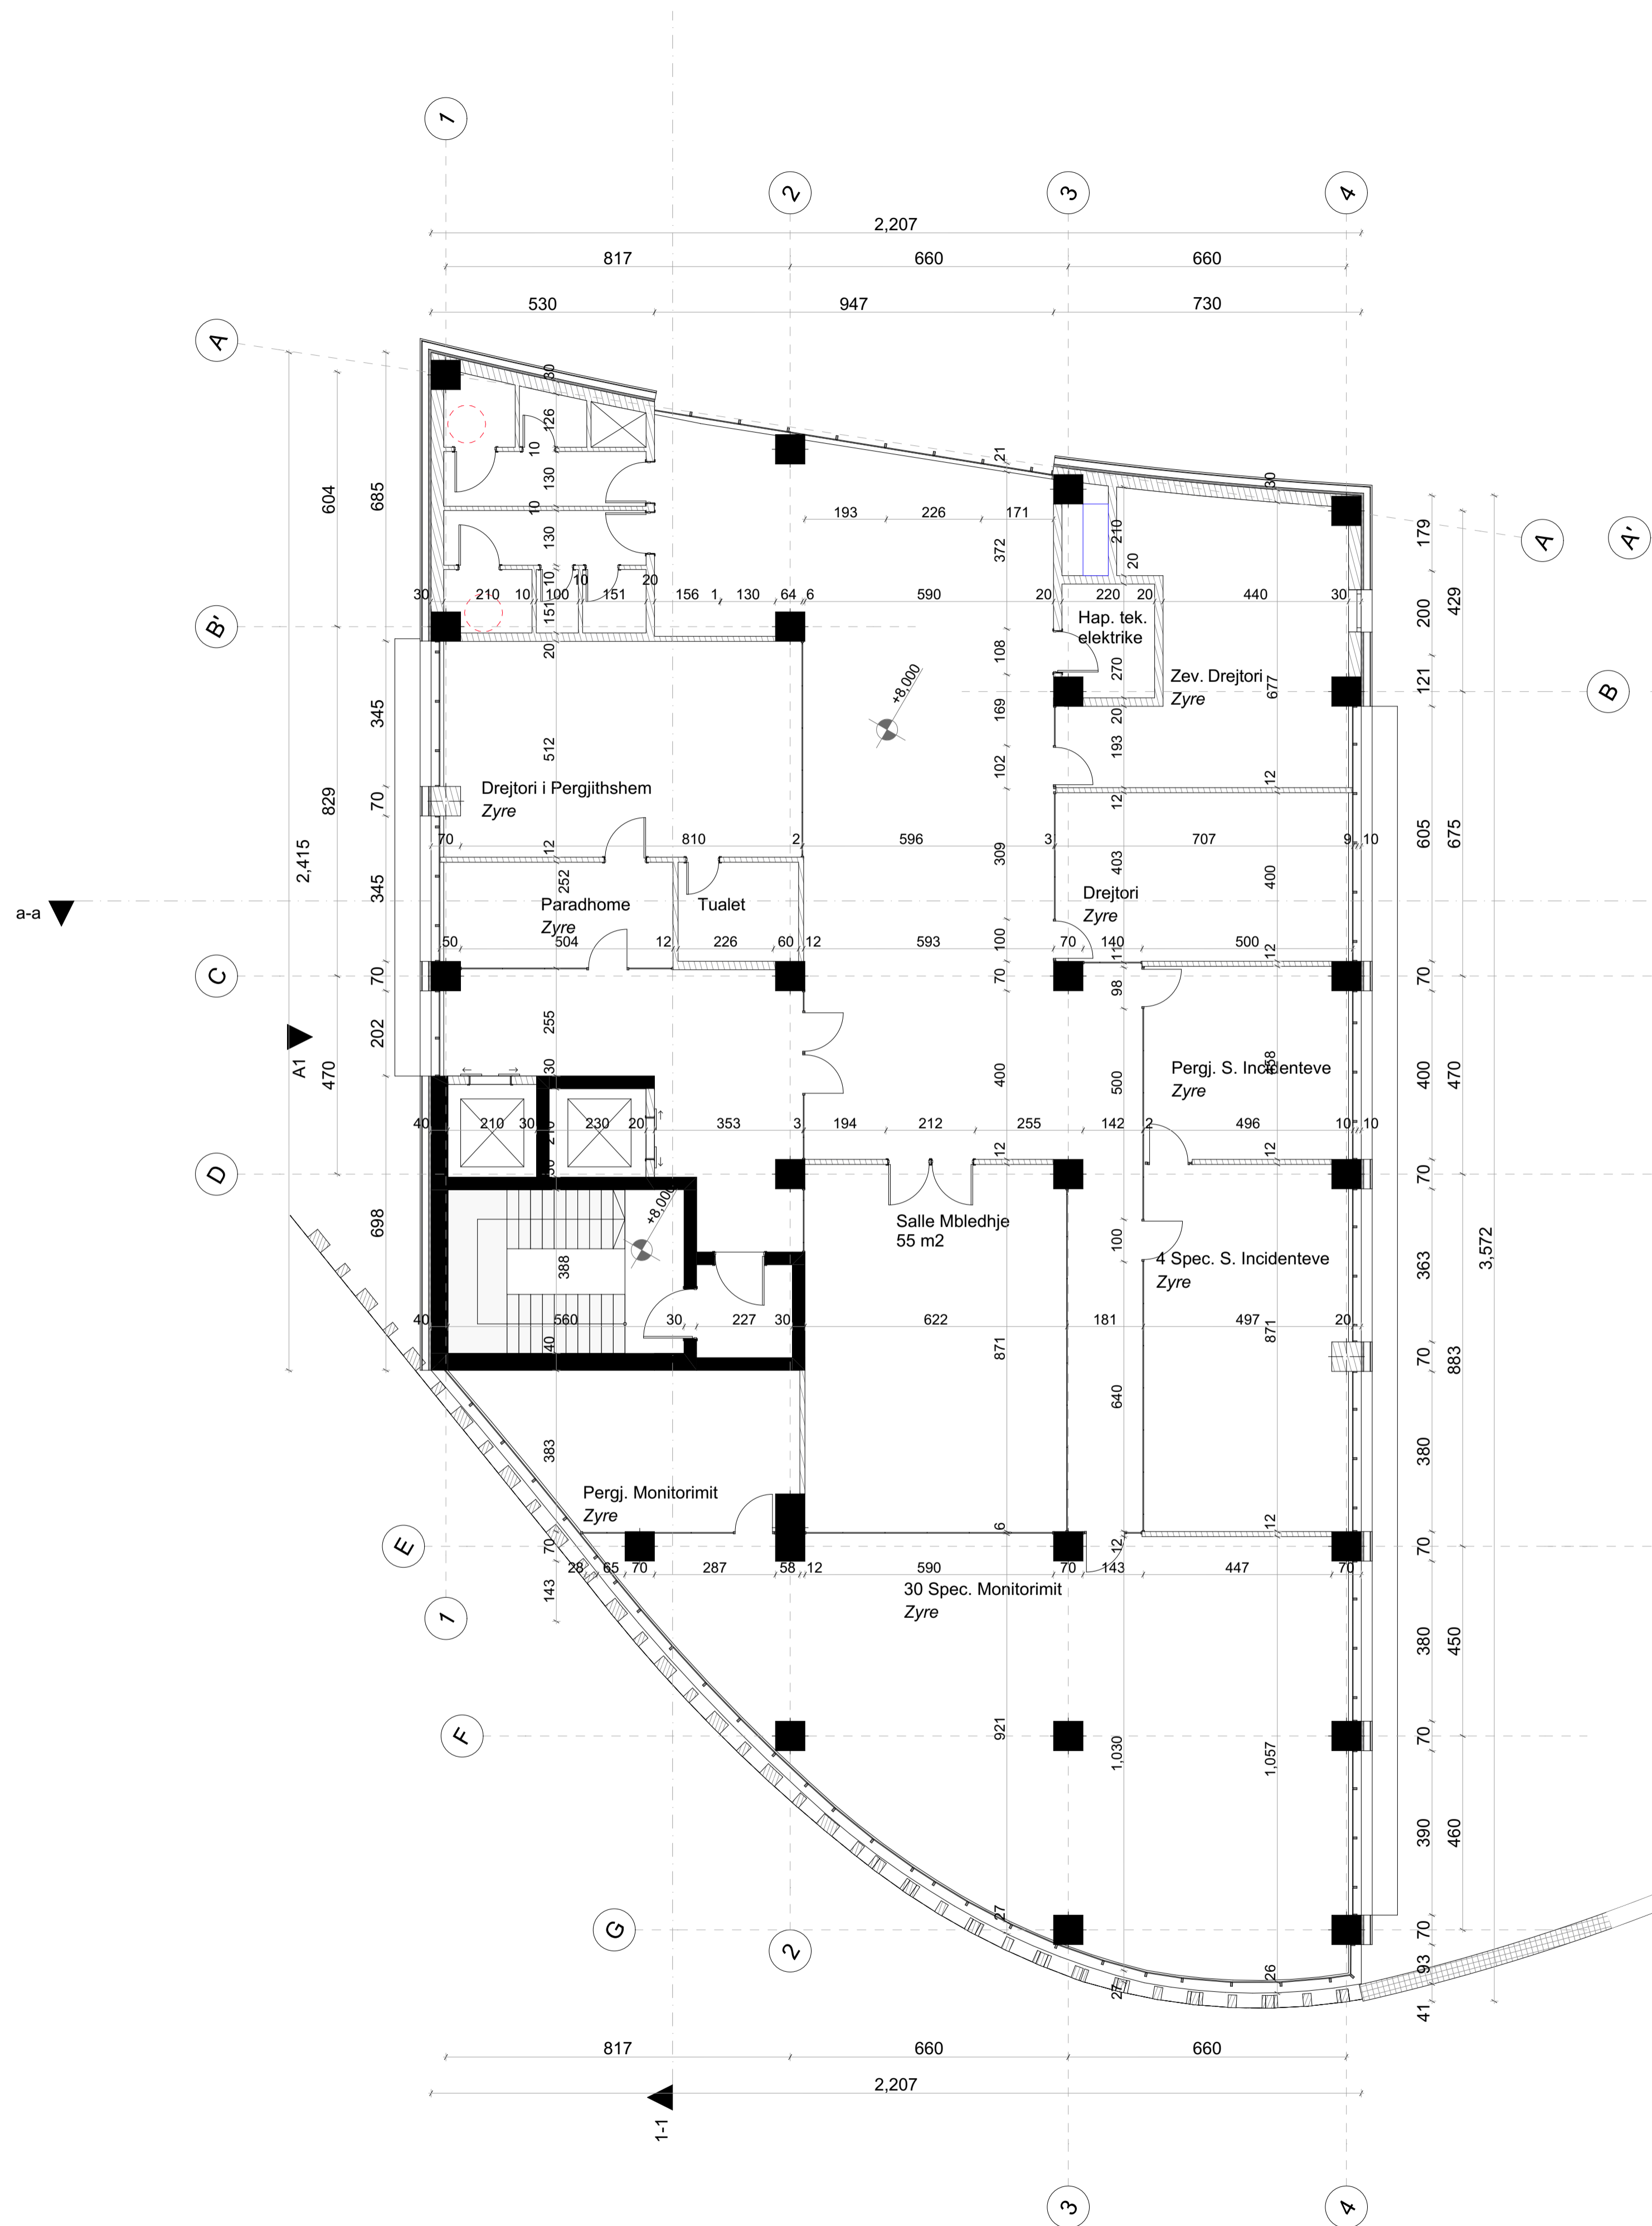 1
2
3
4
2,207
817 660 660
530 947 730
A
30
126
10
130
10
130
10
10
151
20
604
685
21
193 226 171
372
30
210
20
179
A
A'
200
429
B'
30 210 10 100 151 20 156 1 130 64 6 590 20 220 20 440 30
Hap. tek.
elektrike
108
270
121
B
+8,000
Zev. Drejtori
Zyre
677
345
512
169
20
193
102
12
12
Drejtori i Pergjithshem
Zyre
70
829
2,415
70 12 810 2 596 3 707 9 10
309
403
400
605
675
345
252
Paradhome
Zyre
Tualet
Drejtori
Zyre
a-a
50 504 12 226 60 12 593 70 140 500
100
11
12
C
70
70
98
70
202
255
A1
470
30
400
500
458
Pergj. S. Incidenteve
Zyre
400
470
40 210 30 230 20 353 3 194 212 255 142 2 496 10 10
210
30
12
12
D
70
698
+8,000
Salle Mbledhje
55 m2
100
4 Spec. S. Incidenteve
Zyre
363
3,572
388
40 560 30 227 30 622 181 497 20
40
871
871
70
883
640
380
383
Pergj. Monitorimit
Zyre
6
12
12
E
70
70
28 65 70 287 58 12 590 70 143 447 70
143
30 Spec. Monitorimit
Zyre
1
380
450
F
921
1,030
1,057
70
390
460
27
G
2
70
26
27
93
41
817 660 660
2,207
1-1
3
4